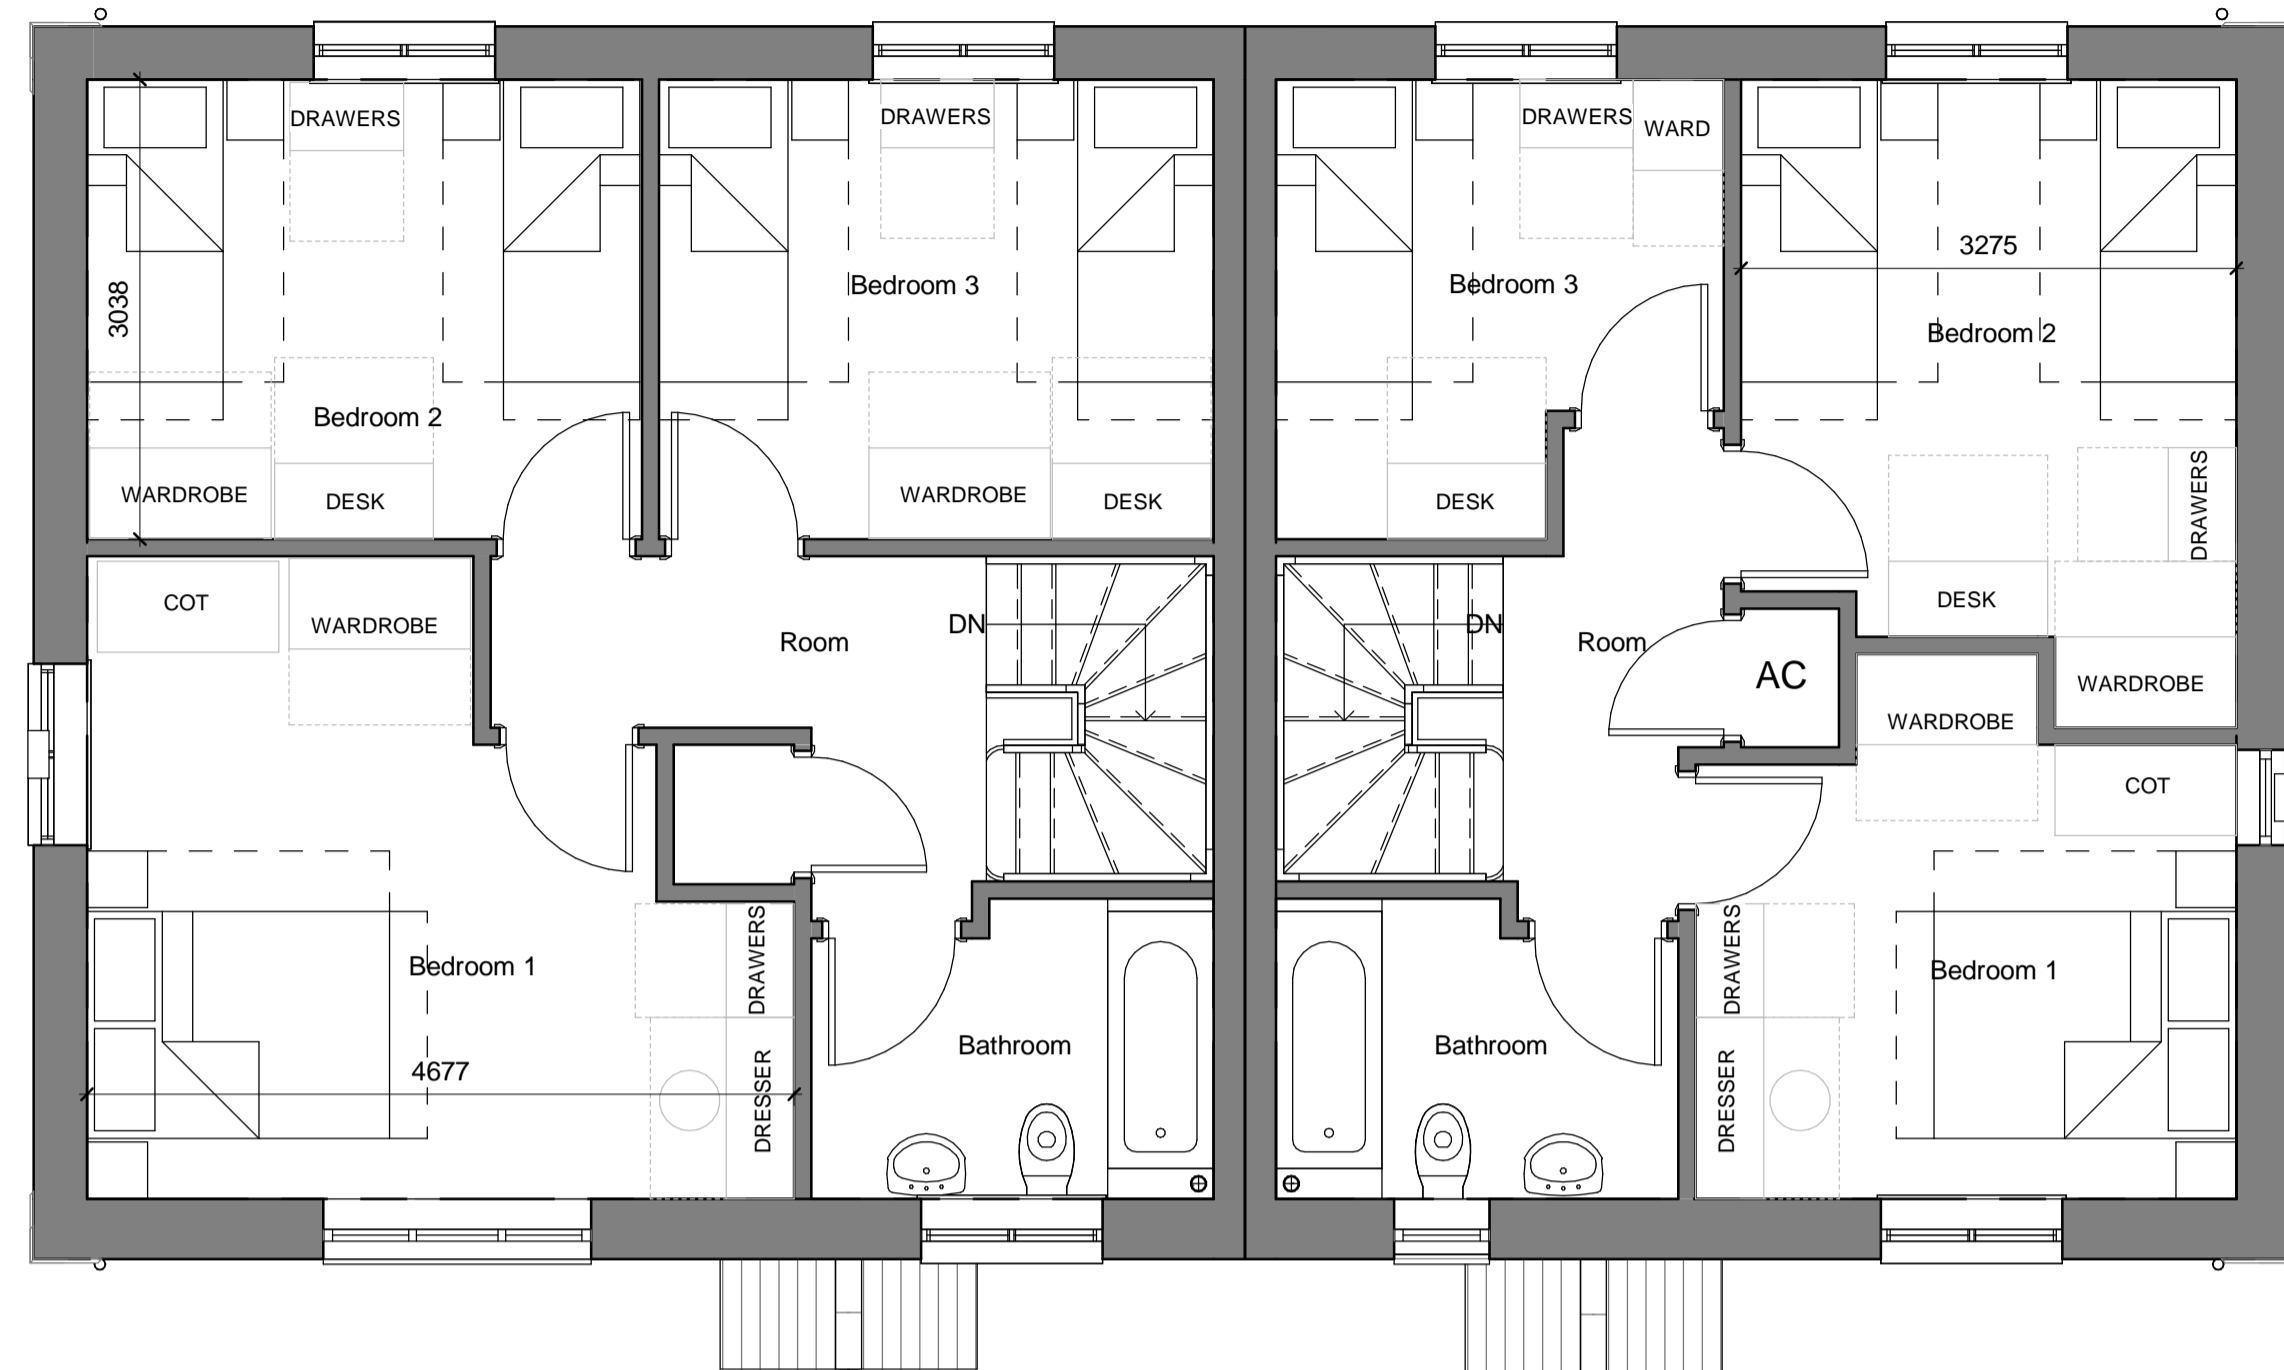 DRAWERS
DRAWERS
DRAWERS
WARD
3275
3038
Bedroom 3
Bedroom 3
Bedroom 2
Bedroom 2
WARDROBE
DESK
WARDROBE
DESK
DESK
DRAWERS
COT
WARDROBE
Room
DN
DN
Room
DESK
AC
WARDROBE
WARDROBE
COT
DRAWERS
DRAWERS
Bedroom 1
Bedroom 1
Bathroom
Bathroom
4677
DRESSER
DRESSER